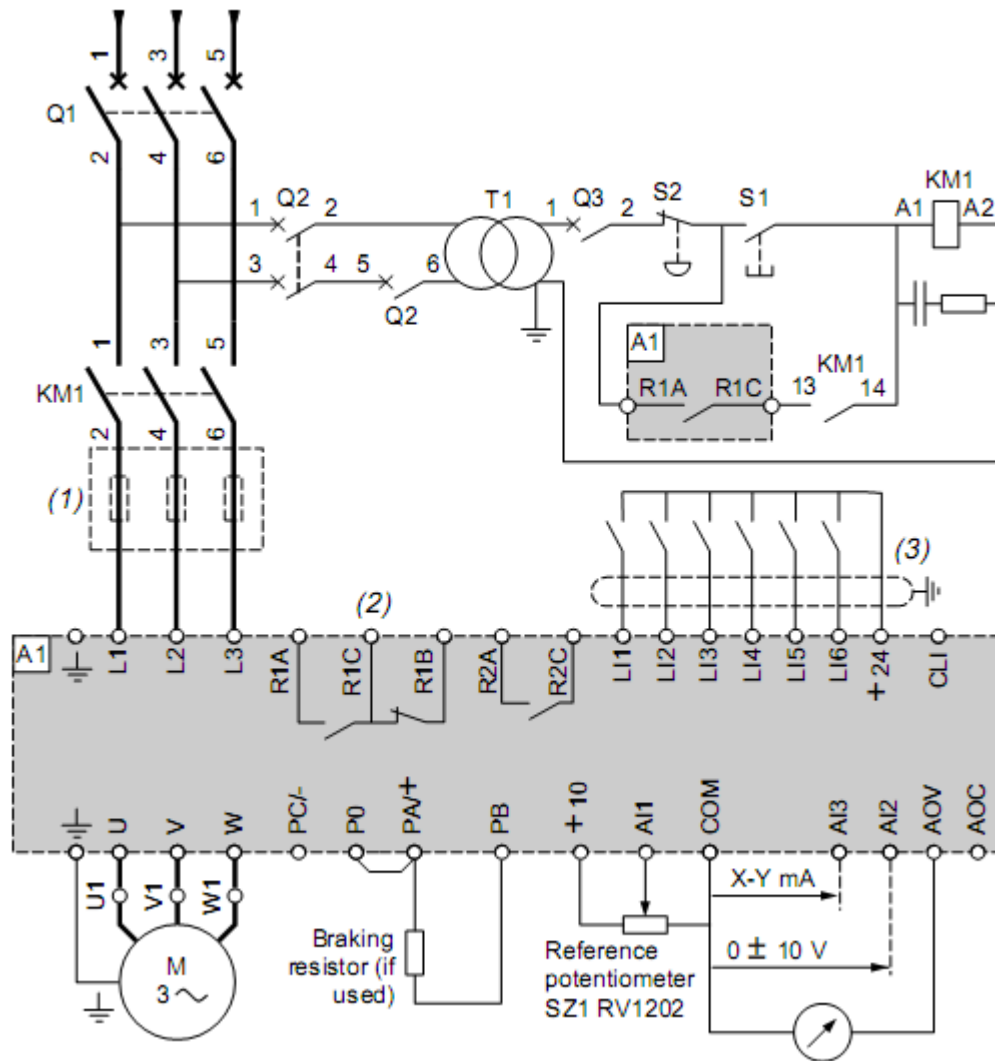 1 3 5
Q1
2 4 6
1 Q2 2
T1
1 Q3 2
S2
S1
KM1
A1 A2
3 4 5 6
Q2
1 3 5
KM1
2 4 6
A1
R1A R1C
KM1
13 14
(1)
(2)
(3)
A1
L1 L2 L3 R1A R1C R1B R2A R2C LI1 LI2 LI3 LI4 LI5 LI6 +24 CLI
U V W PC/- P0 PA/+ PB +10 AI1 COM AI3 AI2 AOV AOC
U1 V1 W1
X-Y mA
0 ± 10 V
M
3
Braking
resistor (if
used)
Reference
potentiometer
SZ1 RV1202